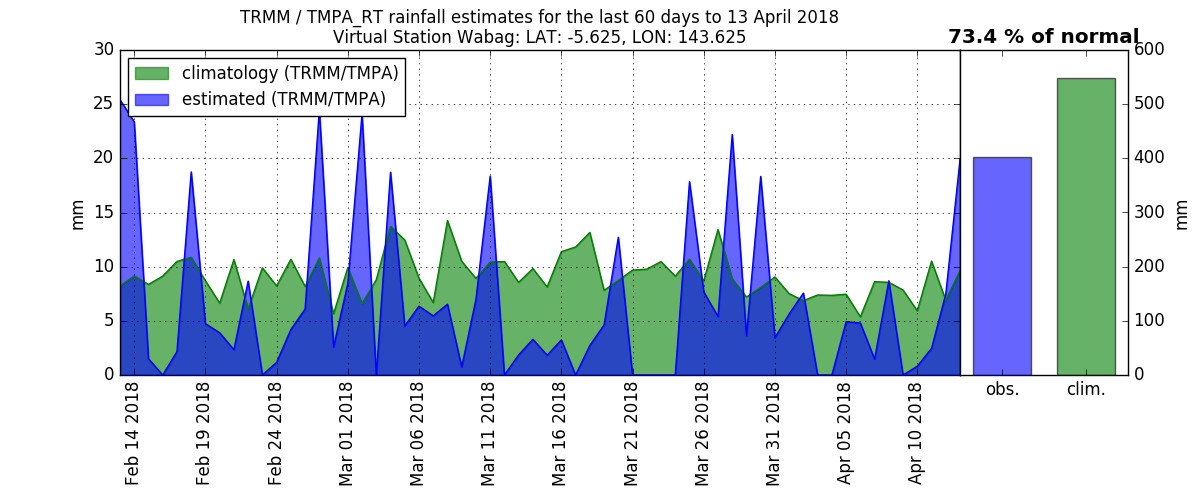 TRMM / TMPA_RT rainfall estimates for the last 60 days to 13 April 2018
Virtual Station Wabag: LAT: -5.625, LON: 143.625
73.4 % of normal
climatology (TRMM/TMPA)
estimated (TRMM/TMPA)
mm
30
25
20
15
10
5
0
Feb 14 2018
Feb 19 2018
Feb 24 2018
Mar 01 2018
Mar 06 2018
Mar 11 2018
Mar 16 2018
Mar 21 2018
Mar 26 2018
Mar 31 2018
Apr 05 2018
Apr 10 2018
obs.
clim.
600
500
400
300
200
100
0
mm